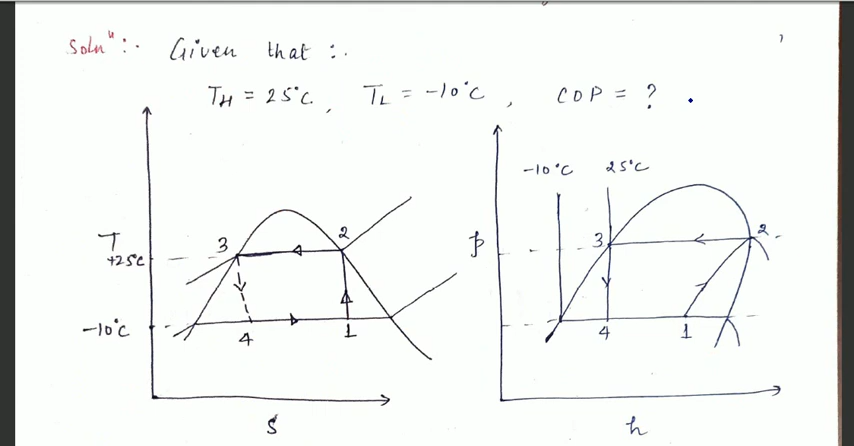 Solnⁿ :- Given that :-
T_H = 25°C, T_L = -10°C, COP = ?
-10°C 25°C
3 2 2
T 3
+25°C p
-10°C
4 1 4 1
S h